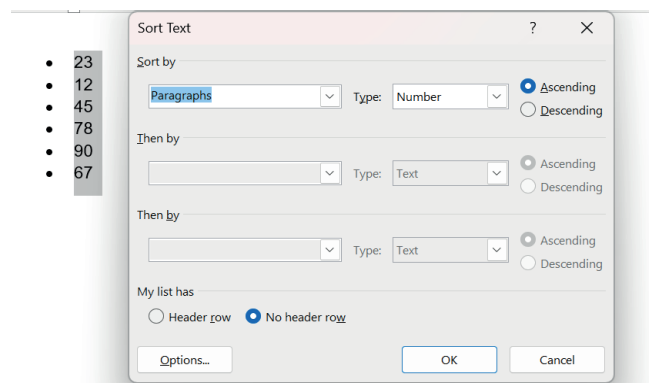 Sort Text ?
• 23
• 12
• 45
• 78
• 90
• 67
Sort by
Paragraphs Type: Number Ascending
Descending
Then by
Type: Text Ascending
Descending
Then by
Type: Text Ascending
Descending
My list has
Header row No header row
Options... OK Cancel